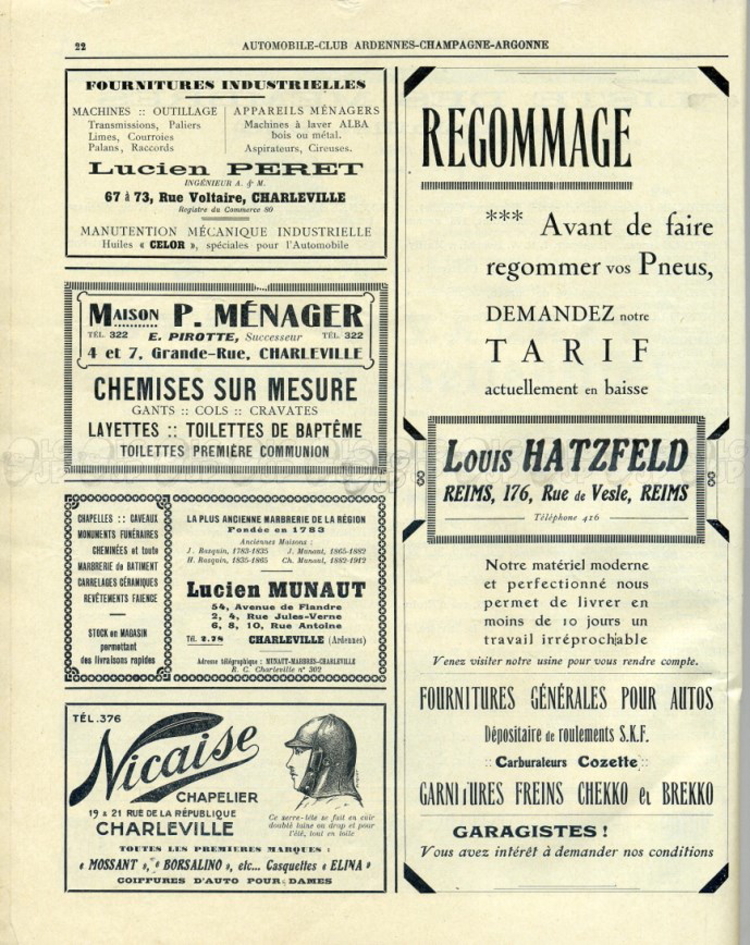 22
AUTOMOBILE-CLUB ARDENNES-CHAMPAGNE-ARGONNE
FOURNITURES INDUSTRIELLES
MACHINES :: OUTILLAGE
Transmissions, Paliers
Limes, Courroies
Palans, Raccords
APPAREILS MÉNAGERS
Machines à laver ALBA
bois ou métal.
Aspirateurs, Cireuses.
Lucien PERET
INGÉNIEUR A. & M.
67 à 73, Rue Voltaire, CHARLEVILLE
Registre du Commerce 80
MANUTENTION MÉCANIQUE INDUSTRIELLE
Huiles « CELOR », spéciales pour l'Automobile
MAISON P. MÉNAGER
TÉL. 322 E. PIROTTE, Successeur TÉL. 322
4 et 7, Grande-Rue, CHARLEVILLE
CHEMISES SUR MESURE
GANTS :: COLS :: CRAVATES
LAYETTES :: TOILETTES DE BAPTÊME
TOILETTES PREMIÈRE COMMUNION
CHAPELLES :: CAVEAUX
MONUMENTS FUNÉRAIRES
CHEMINÉES et toute
MARBRERIE du BATIMENT
CARRELAGES CÉRAMIQUES
REVÊTEMENTS FAIENCE
STOCK en MAGASIN
permettant
des livraisons rapides
LA PLUS ANCIENNE MARBRERIE DE LA RÉGION
Fondée en 1783
Anciennes Maisons :
J. Rasquin, 1783-1835 J. Munaut, 1865-1882
H. Rasquin, 1835-1865 Ch. Munaut, 1882-1912
Lucien MUNAUT
54, Avenue de Flandre
2, 4, Rue Jules-Verne
6, 8, 10, Rue Antoine
Tél. 2.78 CHARLEVILLE (Ardennes)
Adresse télégraphique : MUNAUT-MARBRES-CHARLEVILLE
R. C. Charleville n° 302
TÉL. 376
Nicaise
CHAPELIER
19 à 21 RUE DE LA RÉPUBLIQUE
CHARLEVILLE
Ce serre-tête se fait en cuir
doublé laine ou drap et pour
l'été, tout en toile
TOUTES LES PREMIÈRES MARQUES :
« MOSSANT », « BORSALINO », etc... Casquettes « ELINA »
COIFFURES D'AUTO POUR DAMES
REGOMMAGE
*** Avant de faire
regommer vos Pneus,
DEMANDEZ notre
TARIF
actuellement en baisse
LOUIS HATZFELD
REIMS, 176, Rue de Vesle, REIMS
Téléphone 416
Notre matériel moderne
et perfectionné nous
permet de livrer en
moins de 10 jours un
travail irréprochable
Venez visiter notre usine pour vous rendre compte.
FOURNITURES GÉNÉRALES POUR AUTOS
Dépositaire de roulements S.K.F.
:: Carburateurs Cozette ::
GARNITURES FREINS CHEKKO et BREKKO
GARAGISTES !
Vous avez intérêt à demander nos conditions